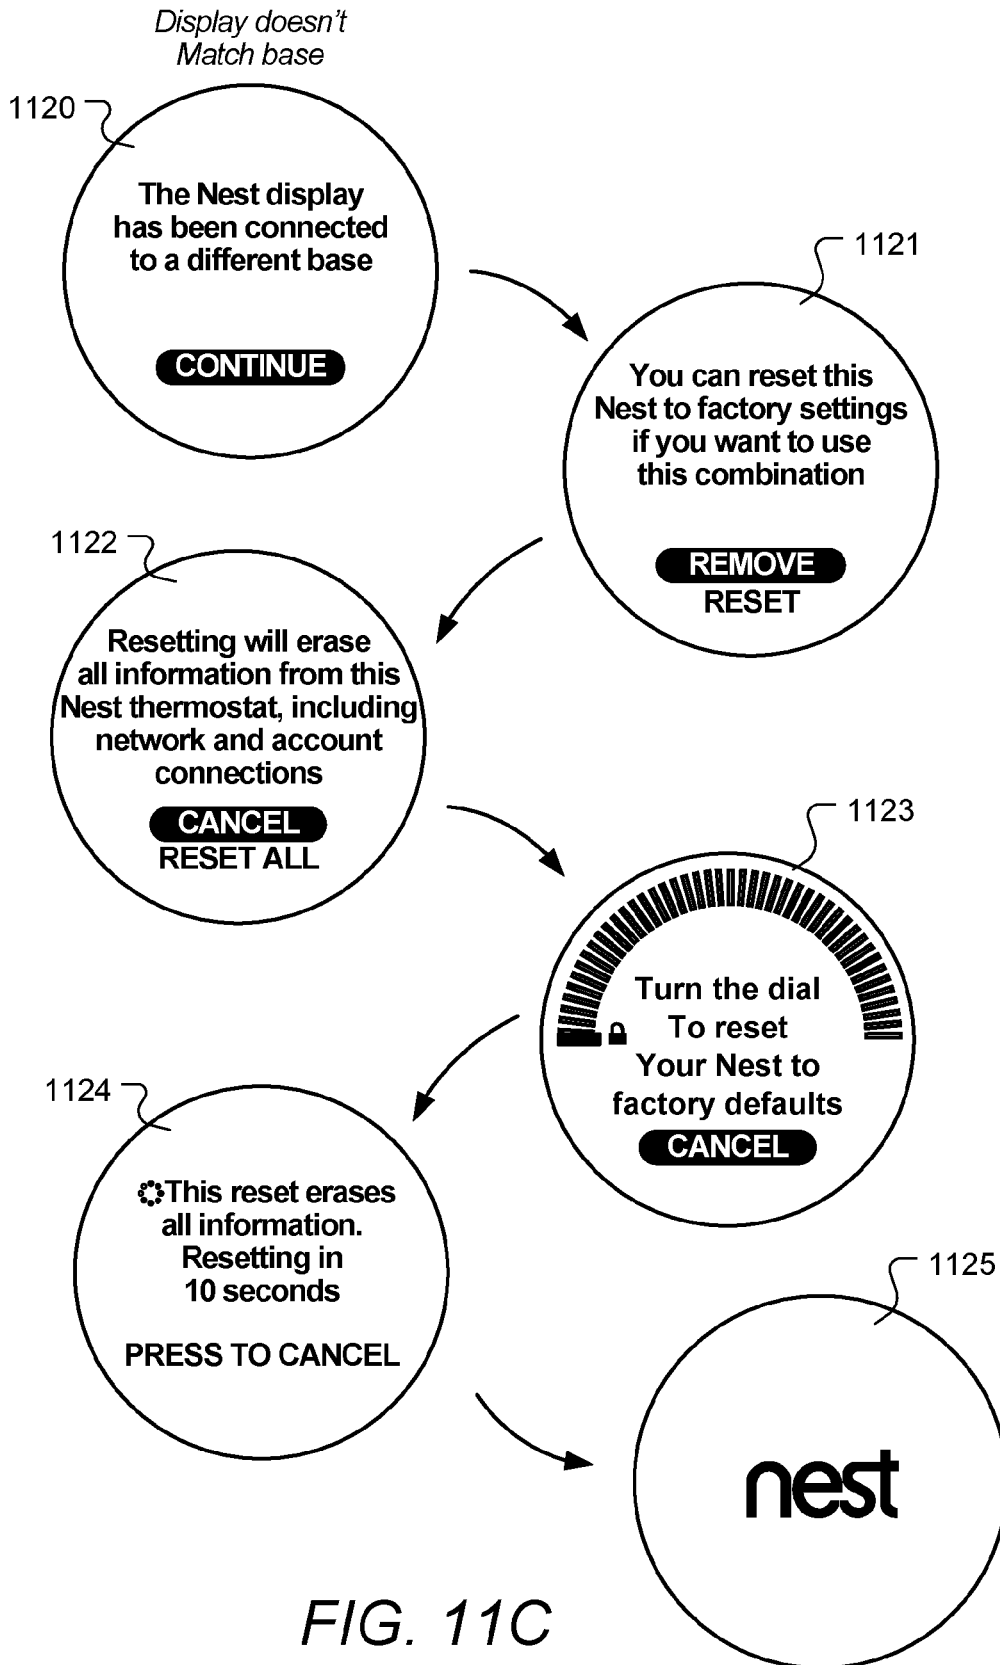 Display doesn't
Match base
1120
The Nest display
has been connected
to a different base
CONTINUE
1121
You can reset this
Nest to factory settings
if you want to use
this combination
REMOVE
RESET
1122
Resetting will erase
all information from this
Nest thermostat, including
network and account
connections
CANCEL
RESET ALL
1123
Turn the dial
To reset
Your Nest to
factory defaults
CANCEL
1124
This reset erases
all information.
Resetting in
10 seconds
PRESS TO CANCEL
1125
nest
FIG. 11C